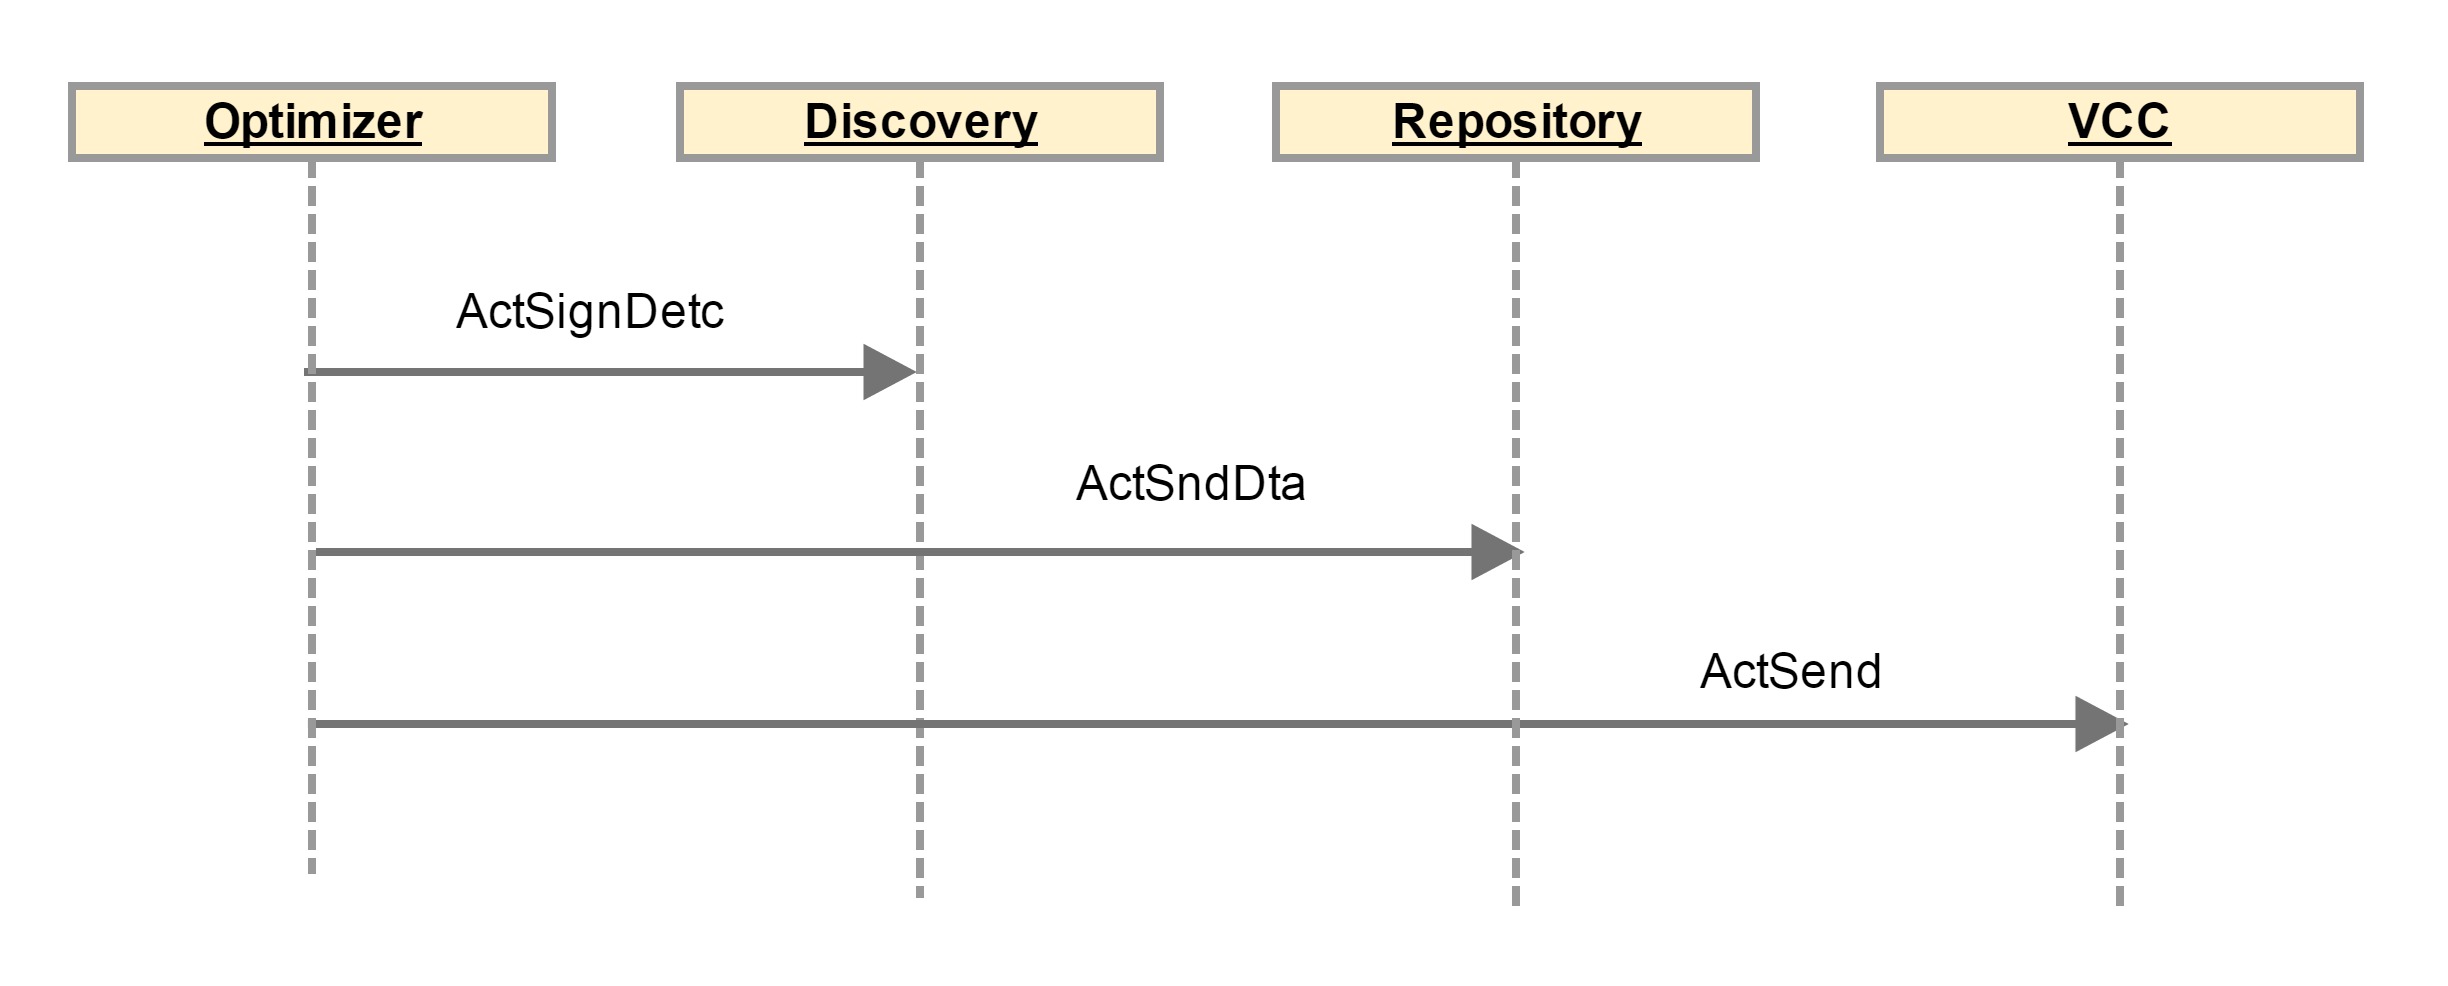 Optimizer
Discovery
Repository
VCC
ActSignDetc
ActSndDta
ActSend